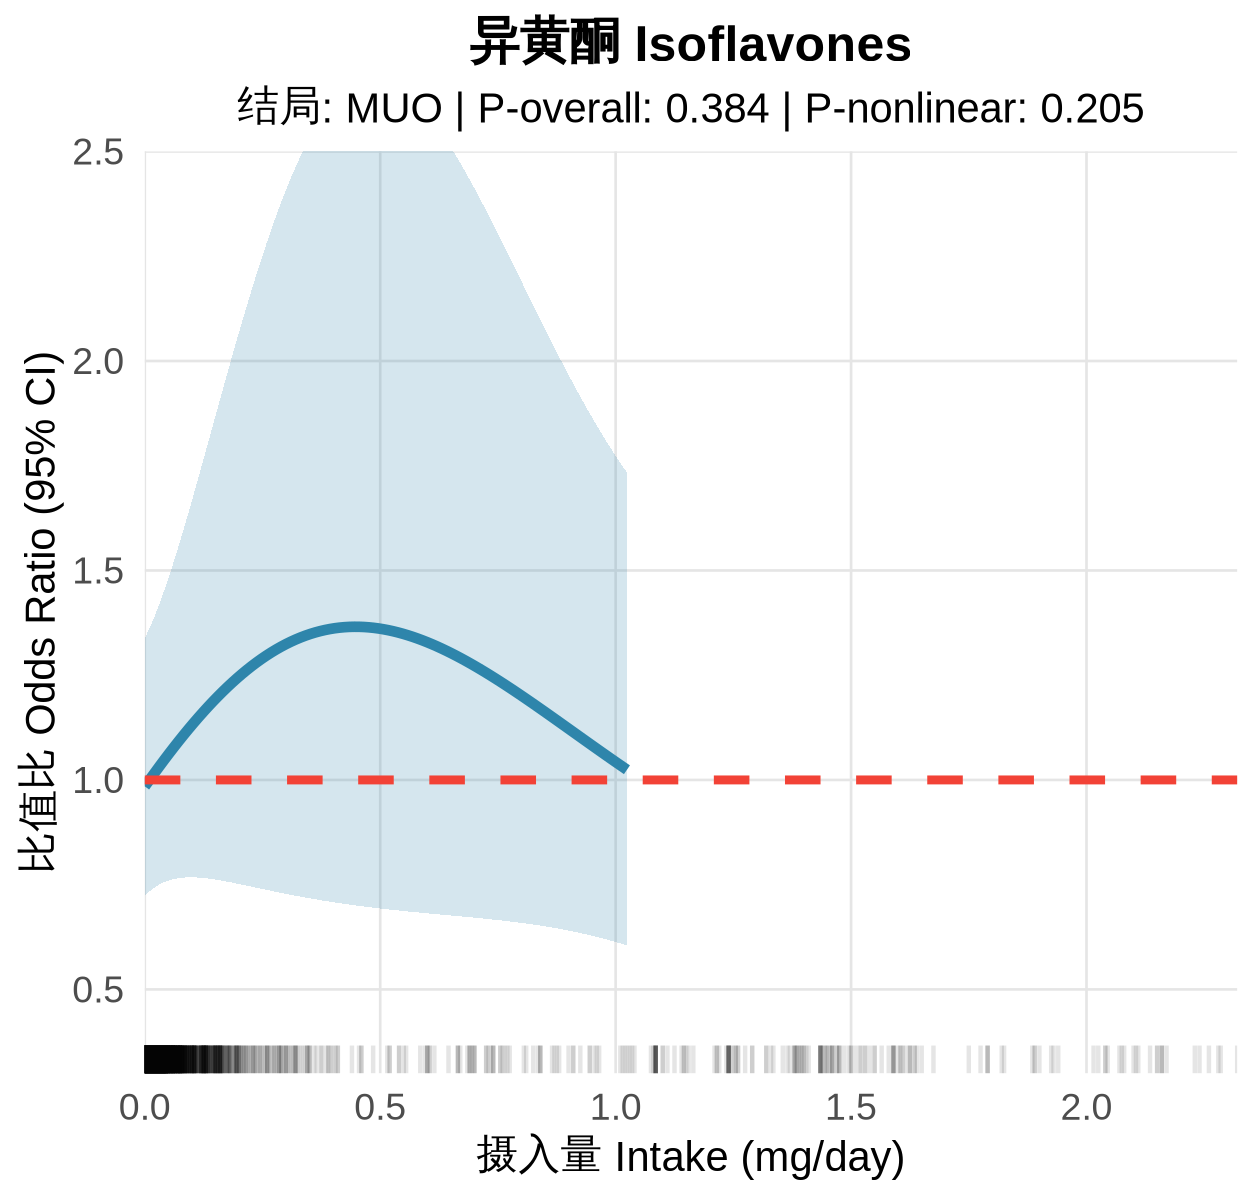 异黄酮 Isoflavones
结局: MUO | P-overall: 0.384 | P-nonlinear: 0.205
2.5
2.0
1.5
1.0
0.5
比值比 Odds Ratio (95% CI)
0.0 0.5 1.0 1.5 2.0
摄入量 Intake (mg/day)